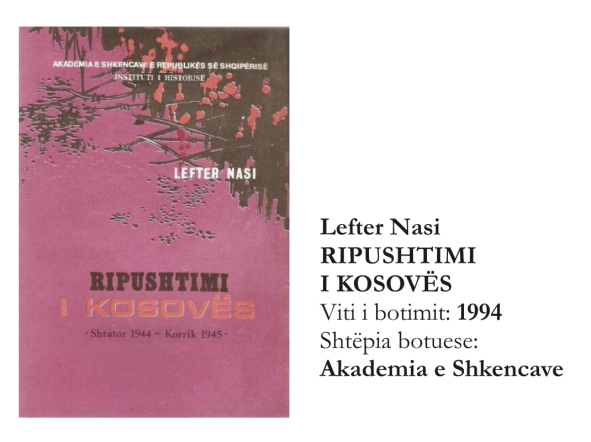 AKADEMIA E SHKENCAVE E REPUBLIKËS SË SHQIPËRISË
INSTITUTI I HISTORISË
LEFTER NASI
RIPUSHTIMI
I KOSOVËS
·Shtator 1944 – Korrik 1945·
Lefter Nasi
RIPUSHTIMI
I KOSOVËS
Viti i botimit: 1994
Shtëpia botuese:
Akademia e Shkencave